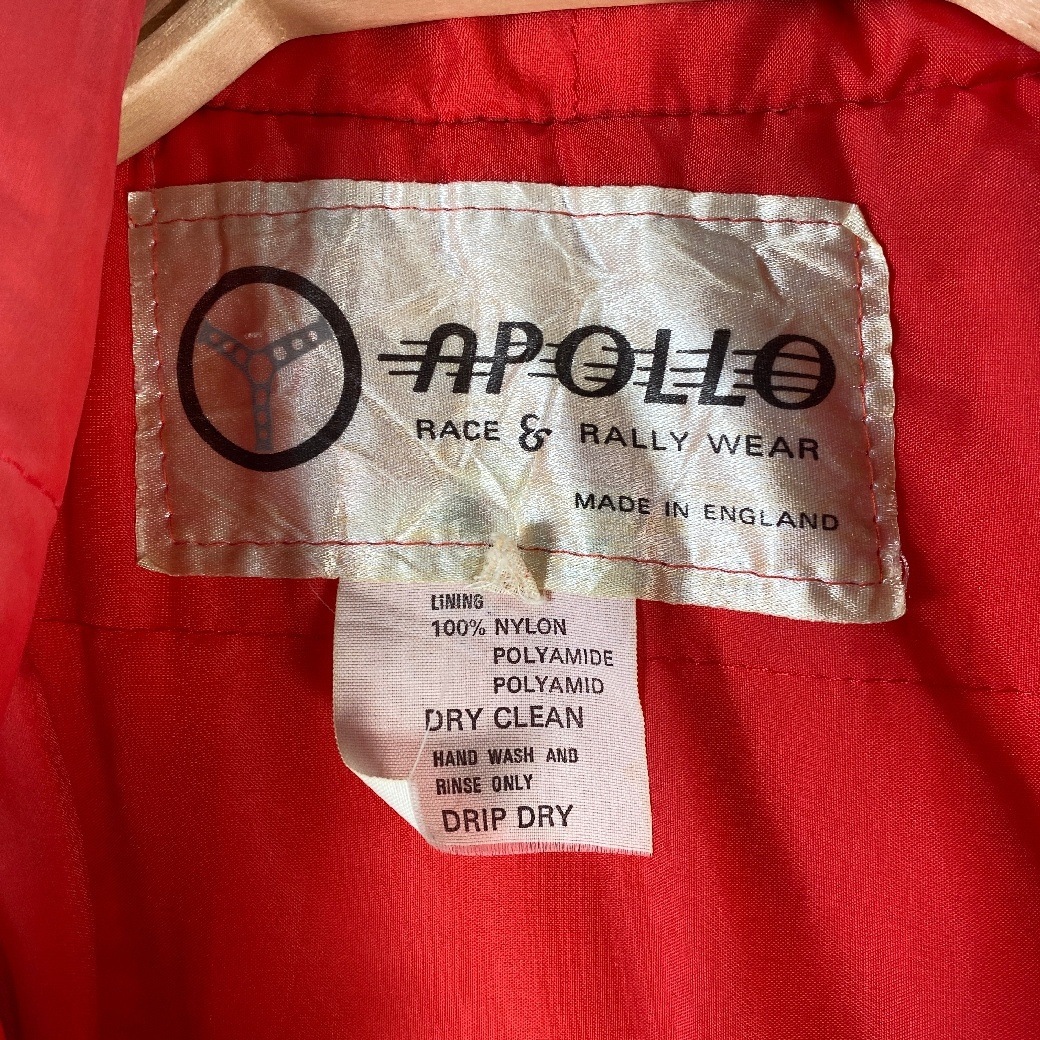 APOLLO
RACE & RALLY WEAR
MADE IN ENGLAND
LINING
100% NYLON
POLYAMIDE
POLYAMID
DRY CLEAN
HAND WASH AND
RINSE ONLY
DRIP DRY